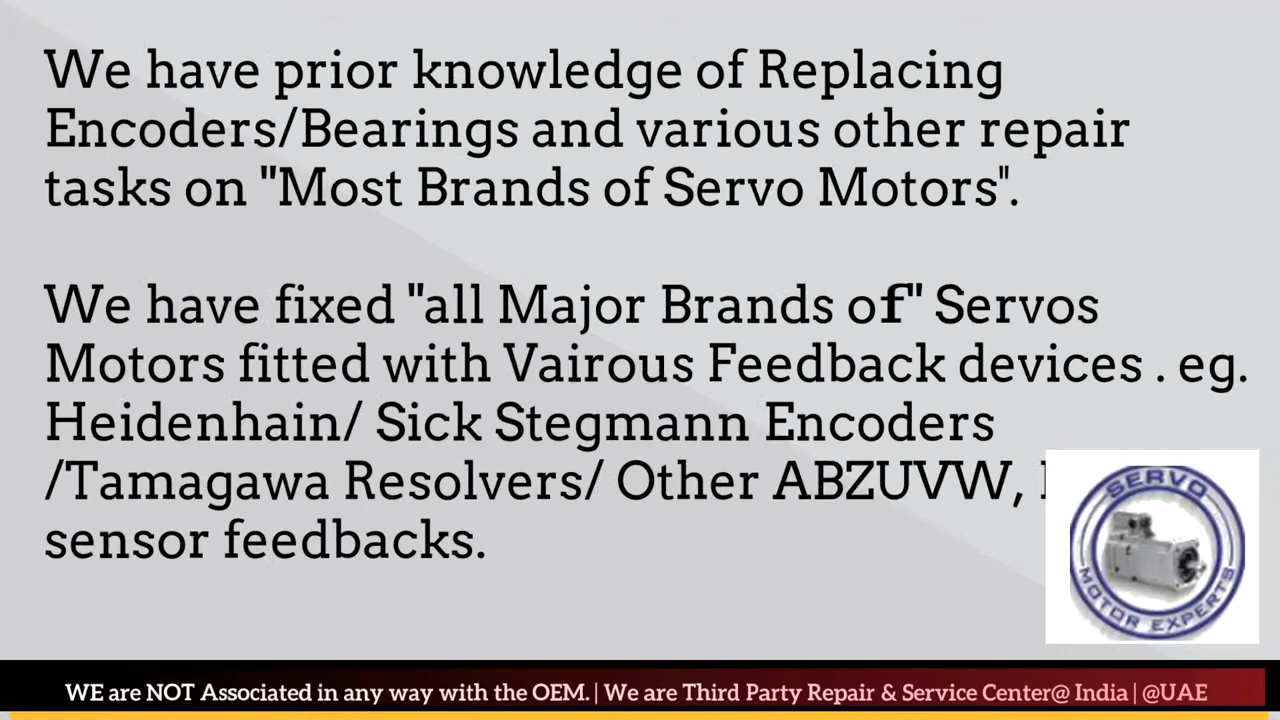 We have prior knowledge of Replacing
Encoders/Bearings and various other repair
tasks on "Most Brands of Servo Motors".
We have fixed "all Major Brands of" Servos
Motors fitted with Vairous Feedback devices . eg.
Heidenhain/ Sick Stegmann Encoders
/Tamagawa Resolvers/ Other ABZUVW,
sensor feedbacks.
SERVO
MOTOR EXPERTS
WE are NOT Associated in any way with the OEM. | We are Third Party Repair & Service Center@ India | @UAE